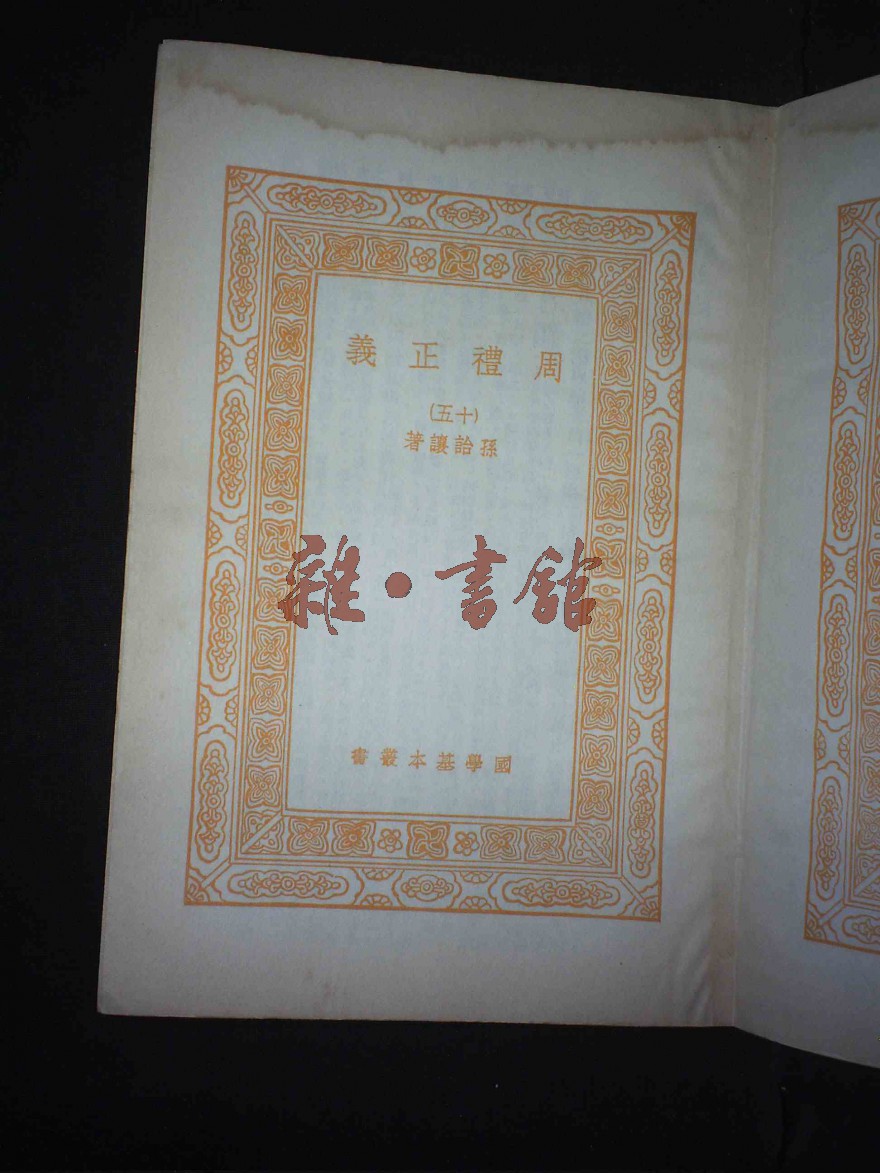 周禮正義
(十五)
孫詒讓著
雜·書館
國學基本叢書